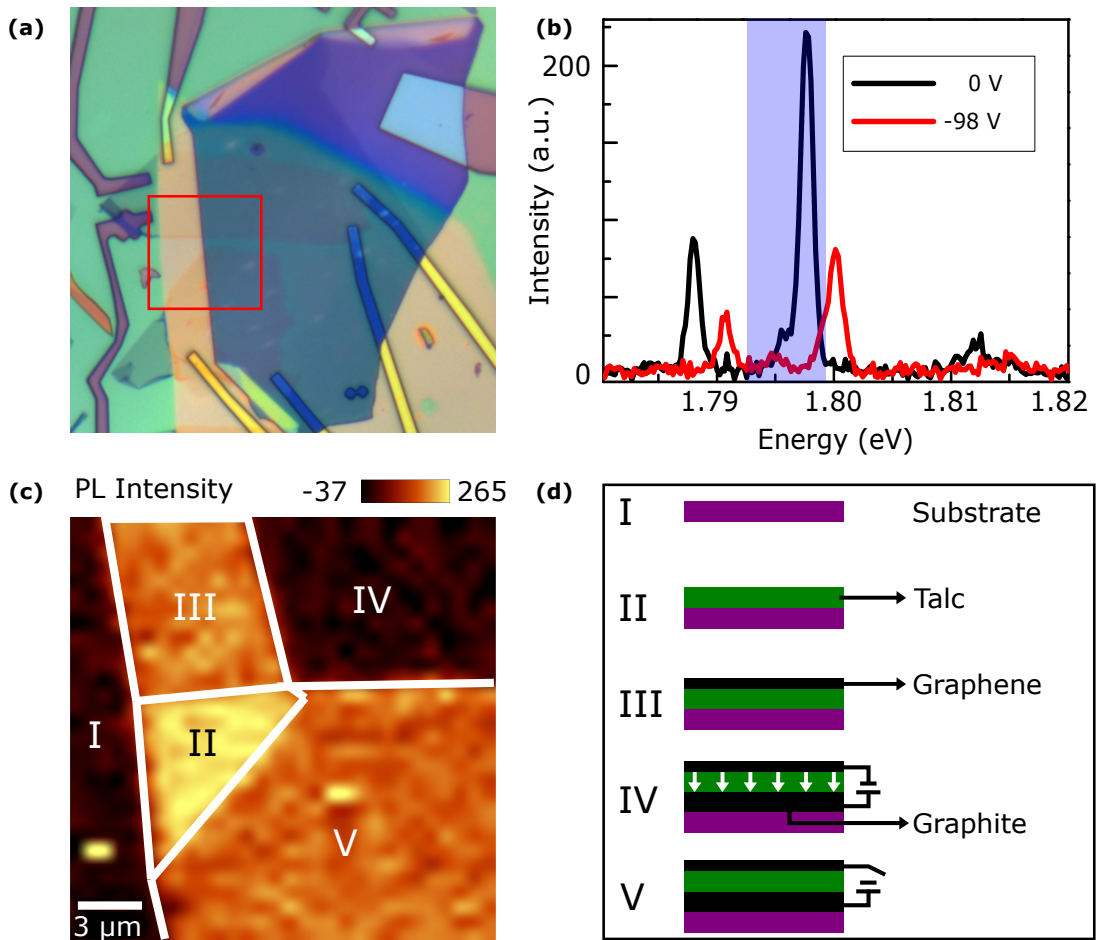 (a)
(b)
200
0
Intensity (a.u.)
0 V
-98 V
1.79
1.80
1.81
1.82
Energy (eV)
(c)
PL Intensity
-37
265
III
IV
I
II
V
3 μm
(d)
I
Substrate
II
Talc
III
Graphene
IV
Graphite
V